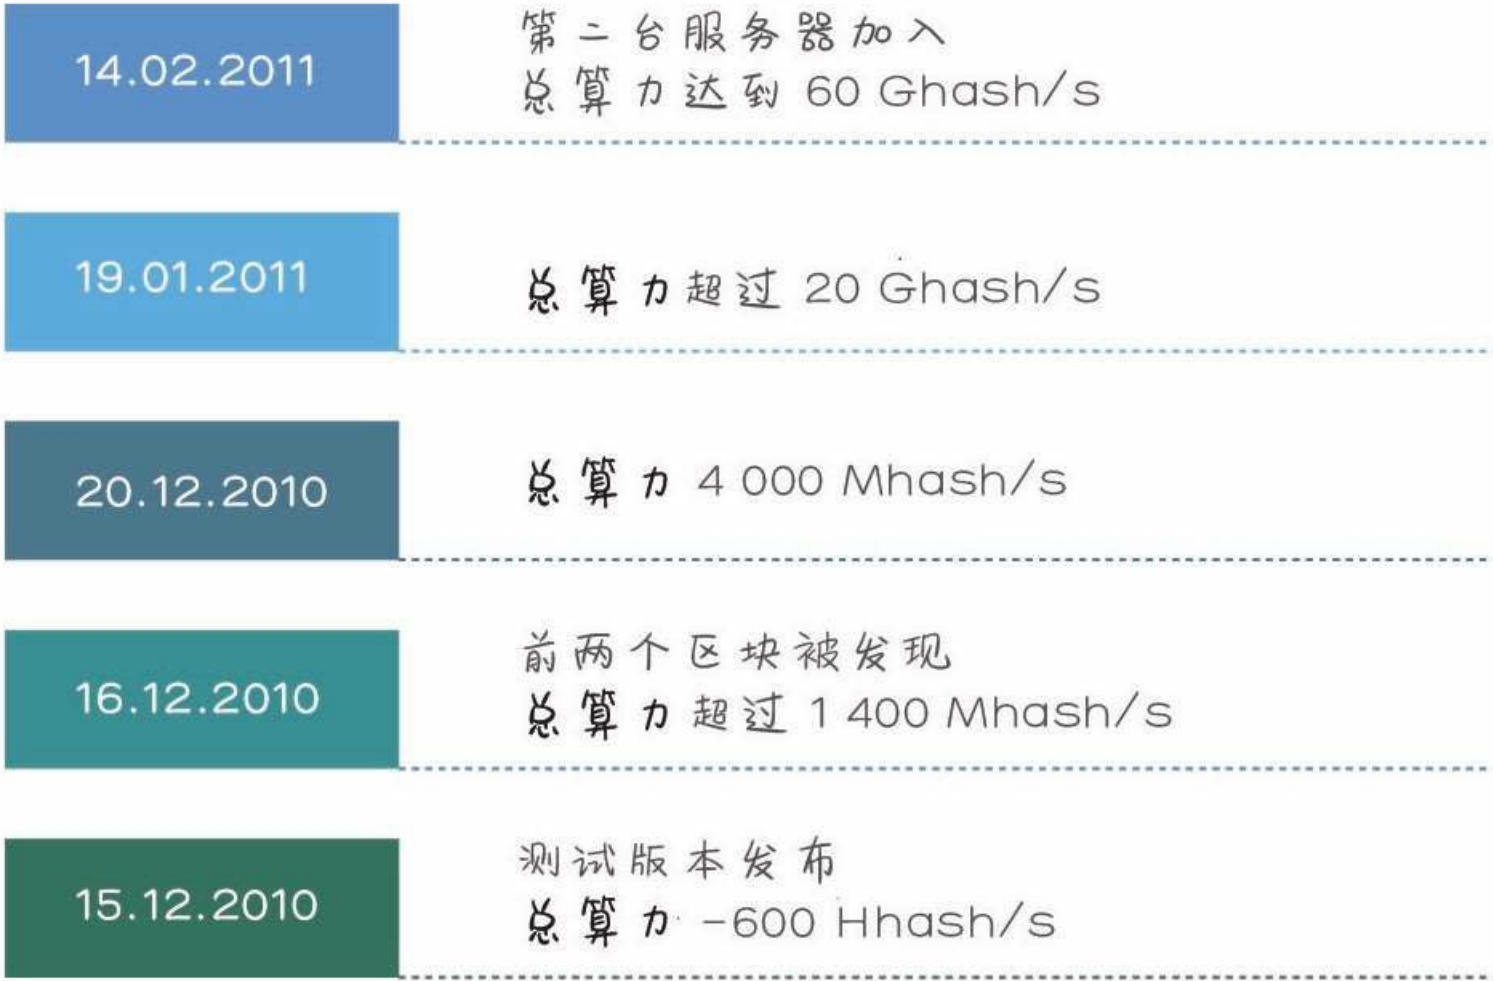 14.02.2011
第二台服务器加入
总算力达到 60 Ghash/s
19.01.2011
总算力超过 20 Ghash/s
20.12.2010
总算力 4 000 Mhash/s
16.12.2010
前两个区块被发现
总算力超过 1 400 Mhash/s
15.12.2010
测试版本发布
总算力 -600 Hhash/s